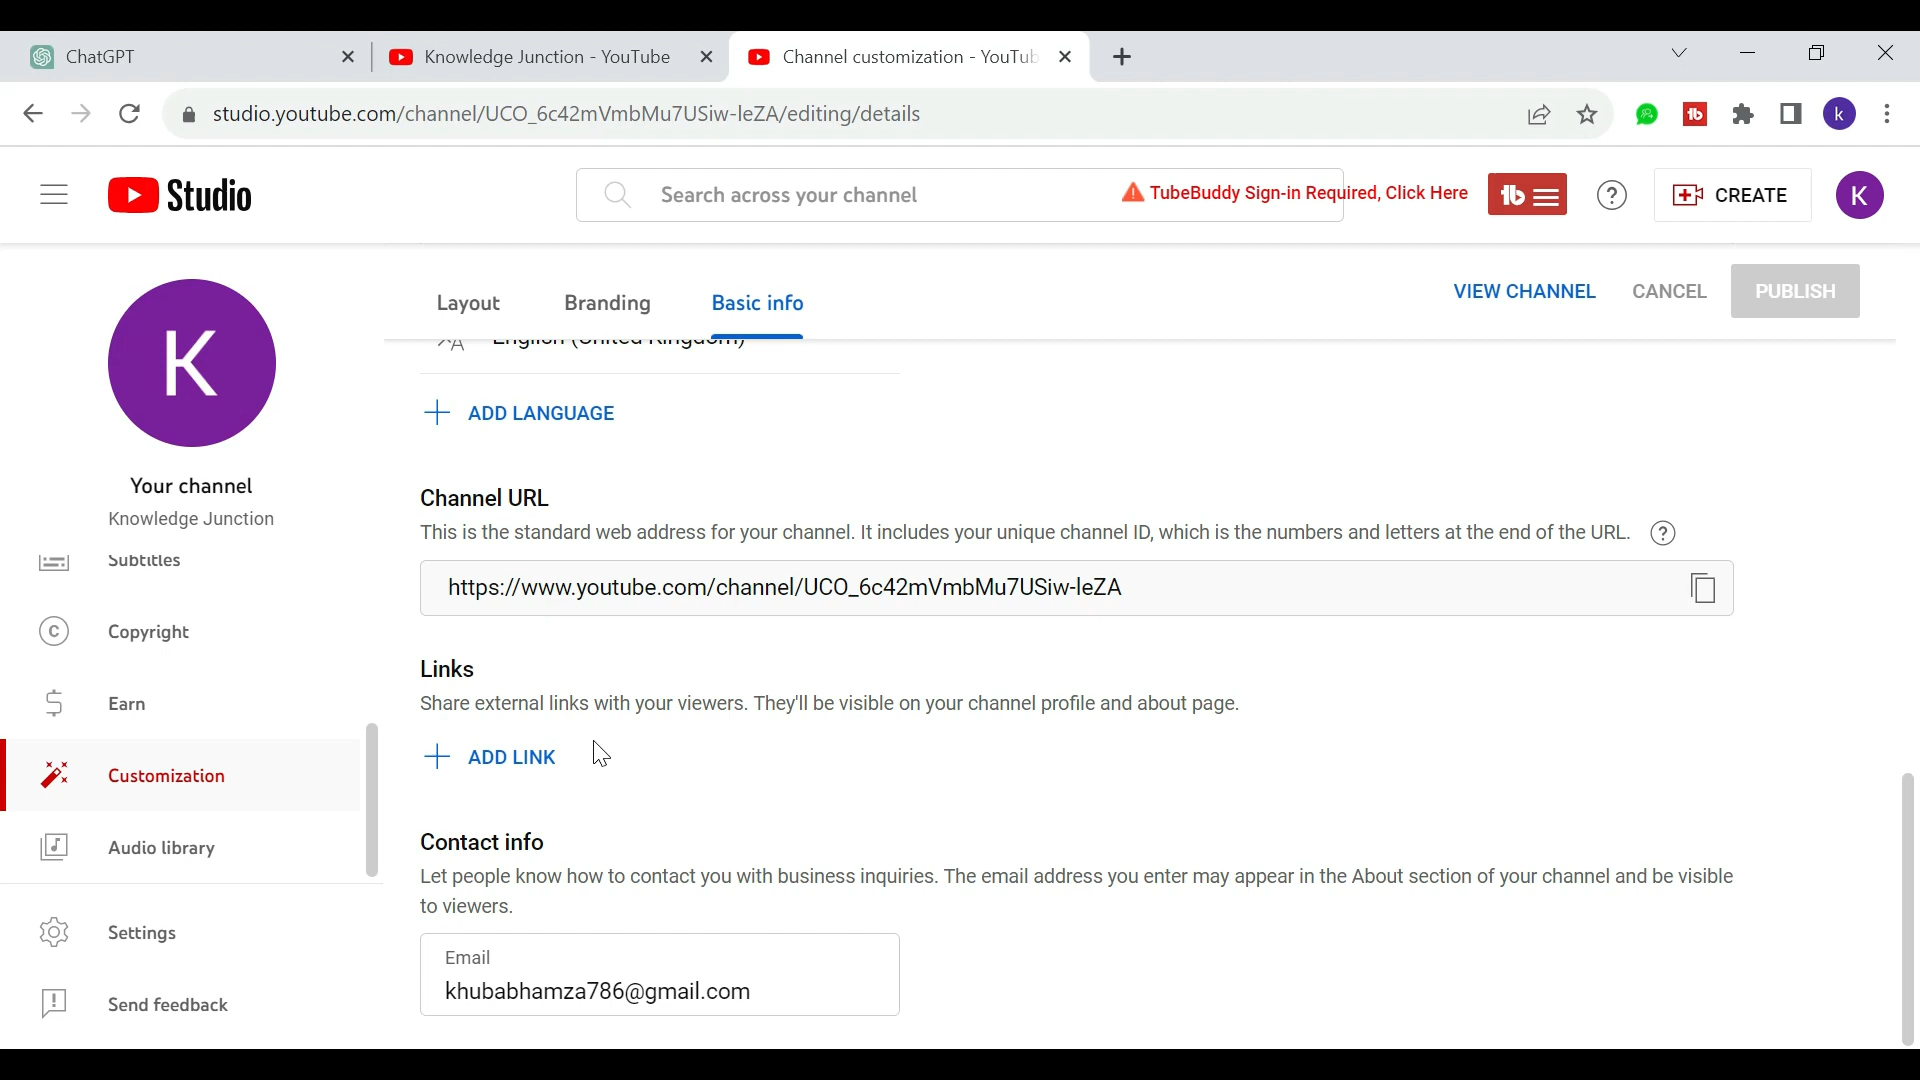 ChatGPT
Knowledge Junction - YouTube
Channel customization - YouTub
studio.youtube.com/channel/UCO_6c42mVmbMu7USiw-leZA/editing/details
k
Studio
Search across your channel
TubeBuddy Sign-in Required, Click Here
CREATE
K
K
Your channel
Knowledge Junction
Subtitles
Copyright
Earn
Customization
Audio library
Settings
Send feedback
Layout
Branding
Basic info
VIEW CHANNEL
CANCEL
PUBLISH
English (United Kingdom)
ADD LANGUAGE
Channel URL
This is the standard web address for your channel. It includes your unique channel ID, which is the numbers and letters at the end of the URL.
https://www.youtube.com/channel/UCO_6c42mVmbMu7USiw-leZA
Links
Share external links with your viewers. They'll be visible on your channel profile and about page.
ADD LINK
Contact info
Let people know how to contact you with business inquiries. The email address you enter may appear in the About section of your channel and be visible
to viewers.
Email
khubabhamza786@gmail.com